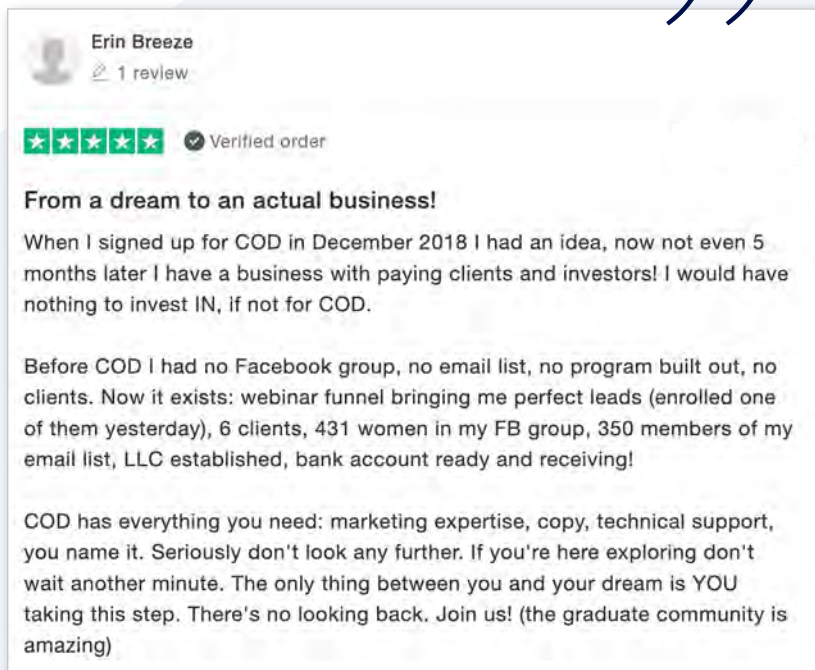 Erin Breeze
1 review
Verified order
From a dream to an actual business!
When I signed up for COD in December 2018 I had an idea, now not even 5
months later I have a business with paying clients and investors! I would have
nothing to invest IN, if not for COD.
Before COD I had no Facebook group, no email list, no program built out, no
clients. Now it exists: webinar funnel bringing me perfect leads (enrolled one
of them yesterday), 6 clients, 431 women in my FB group, 350 members of my
email list, LLC established, bank account ready and receiving!
COD has everything you need: marketing expertise, copy, technical support,
you name it. Seriously don't look any further. If you're here exploring don't
wait another minute. The only thing between you and your dream is YOU
taking this step. There's no looking back. Join us! (the graduate community is
amazing)